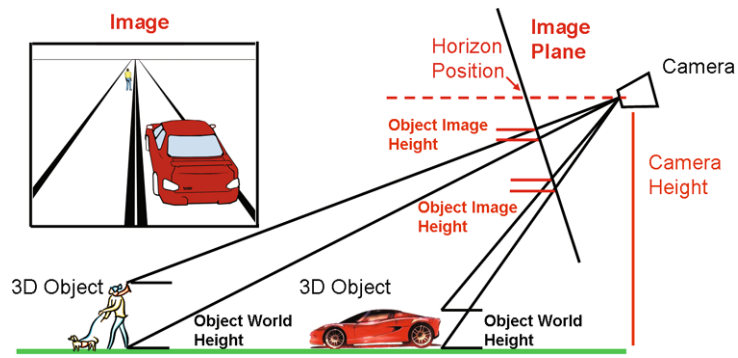 Image
Image
Plane
Horizon
Position
Camera
Object Image
Height
Camera
Height
Object Image
Height
3D Object
3D Object
Object World
Height
Object World
Height